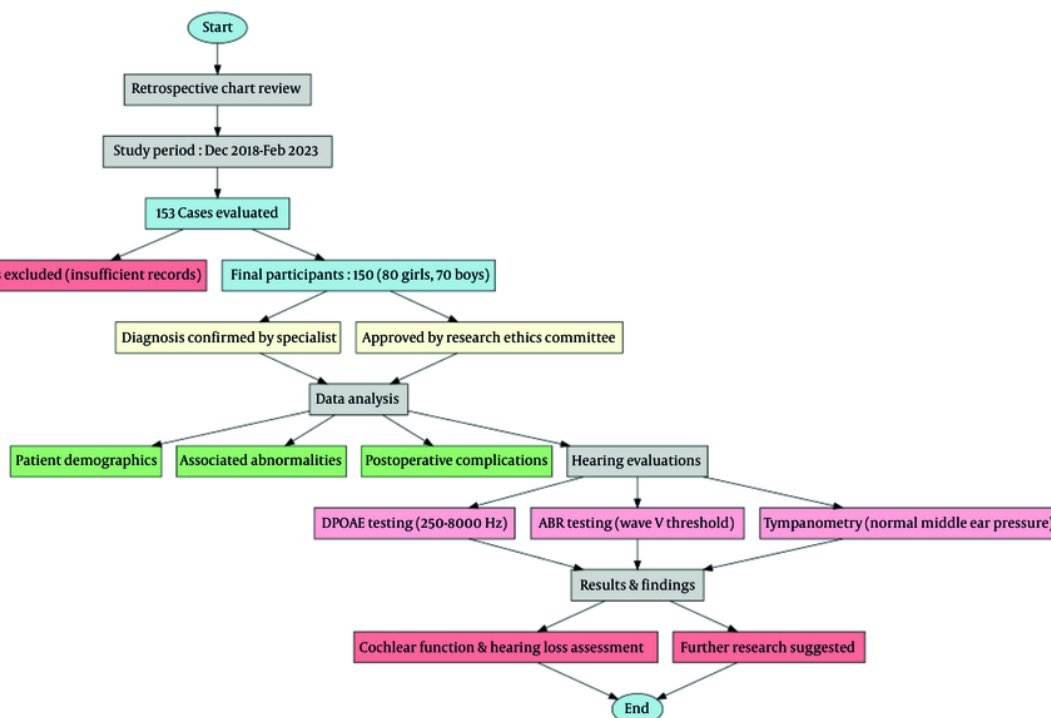 Start
Retrospective chart review
Study period : Dec 2018-Feb 2023
153 Cases evaluated
excluded (insufficient records)
Final participants : 150 (80 girls, 70 boys)
Diagnosis confirmed by specialist
Approved by research ethics committee
Data analysis
Patient demographics
Associated abnormalities
Postoperative complications
Hearing evaluations
DPOAE testing (250-8000 Hz)
ABR testing (wave V threshold)
Tympanometry (normal middle ear pressure)
Results & findings
Cochlear function & hearing loss assessment
Further research suggested
End